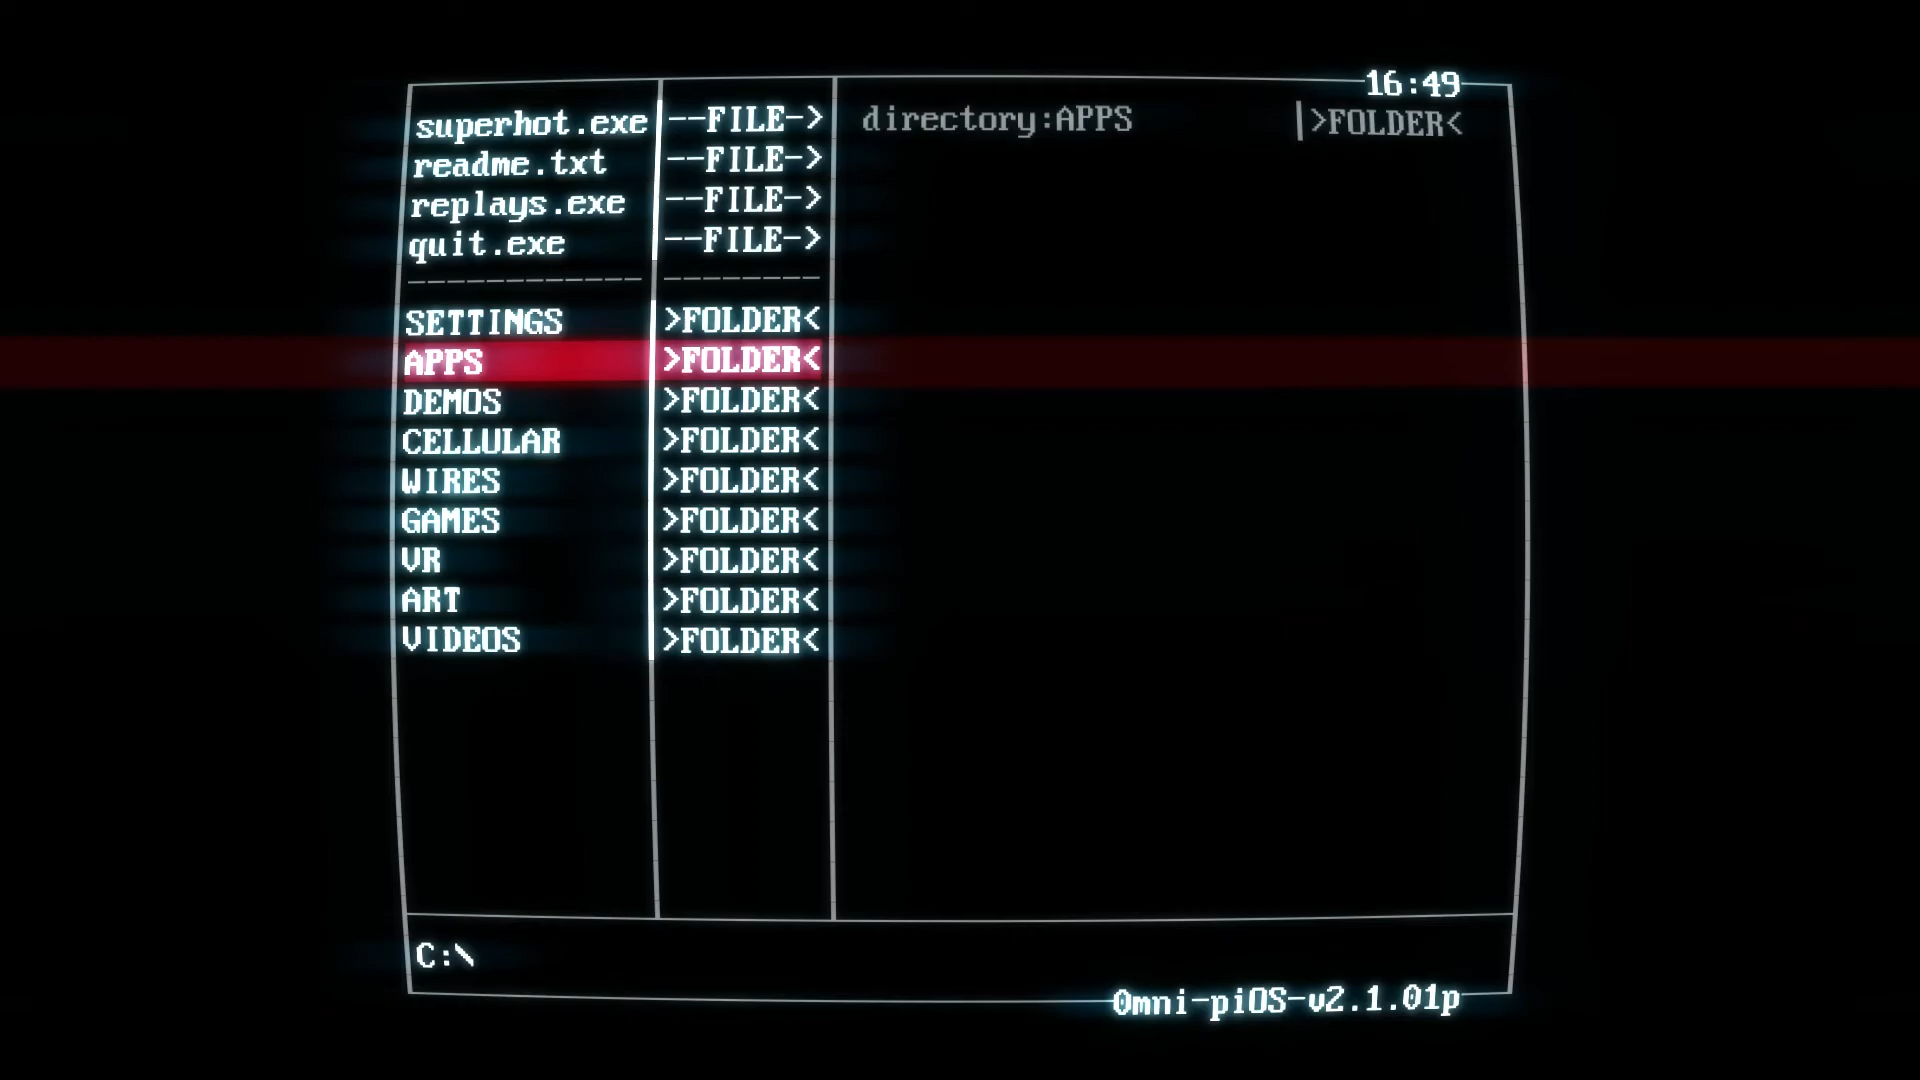 16:49
superhot.exe --FILE-> directory:APPS |>FOLDER<
readme.txt --FILE->
replays.exe --FILE->
quit.exe --FILE->
------------ --------
SETTINGS >FOLDER<
APPS >FOLDER<
DEMOS >FOLDER<
CELLULAR >FOLDER<
WIRES >FOLDER<
GAMES >FOLDER<
VR >FOLDER<
ART >FOLDER<
VIDEOS >FOLDER<
C:\
0mni-piOS-v2.1.01p